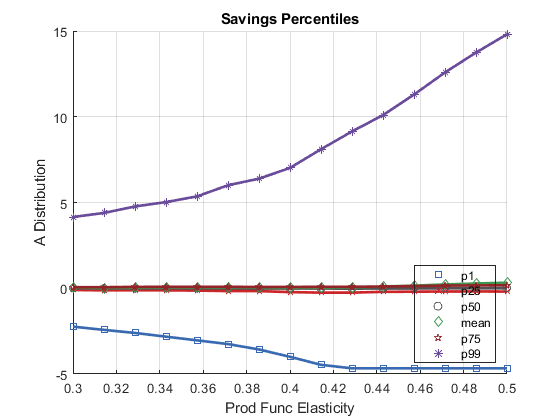 Savings Percentiles
A Distribution
15
10
5
0
-5
0.3 0.32 0.34 0.36 0.38 0.4 0.42 0.44 0.46 0.48 0.5
Prod Func Elasticity
p1
p25
p50
mean
p75
p99